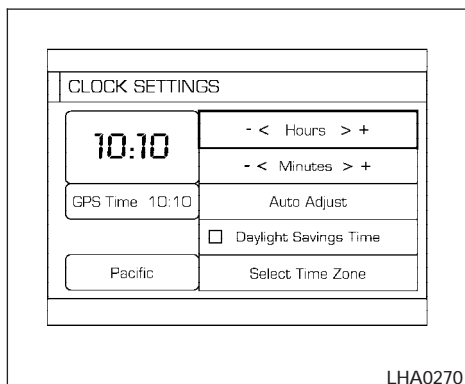 CLOCK SETTINGS
10:10
- < Hours > +
- < Minutes > +
GPS Time 10:10
Auto Adjust
Daylight Savings Time
Pacific
Select Time Zone
LHA0270